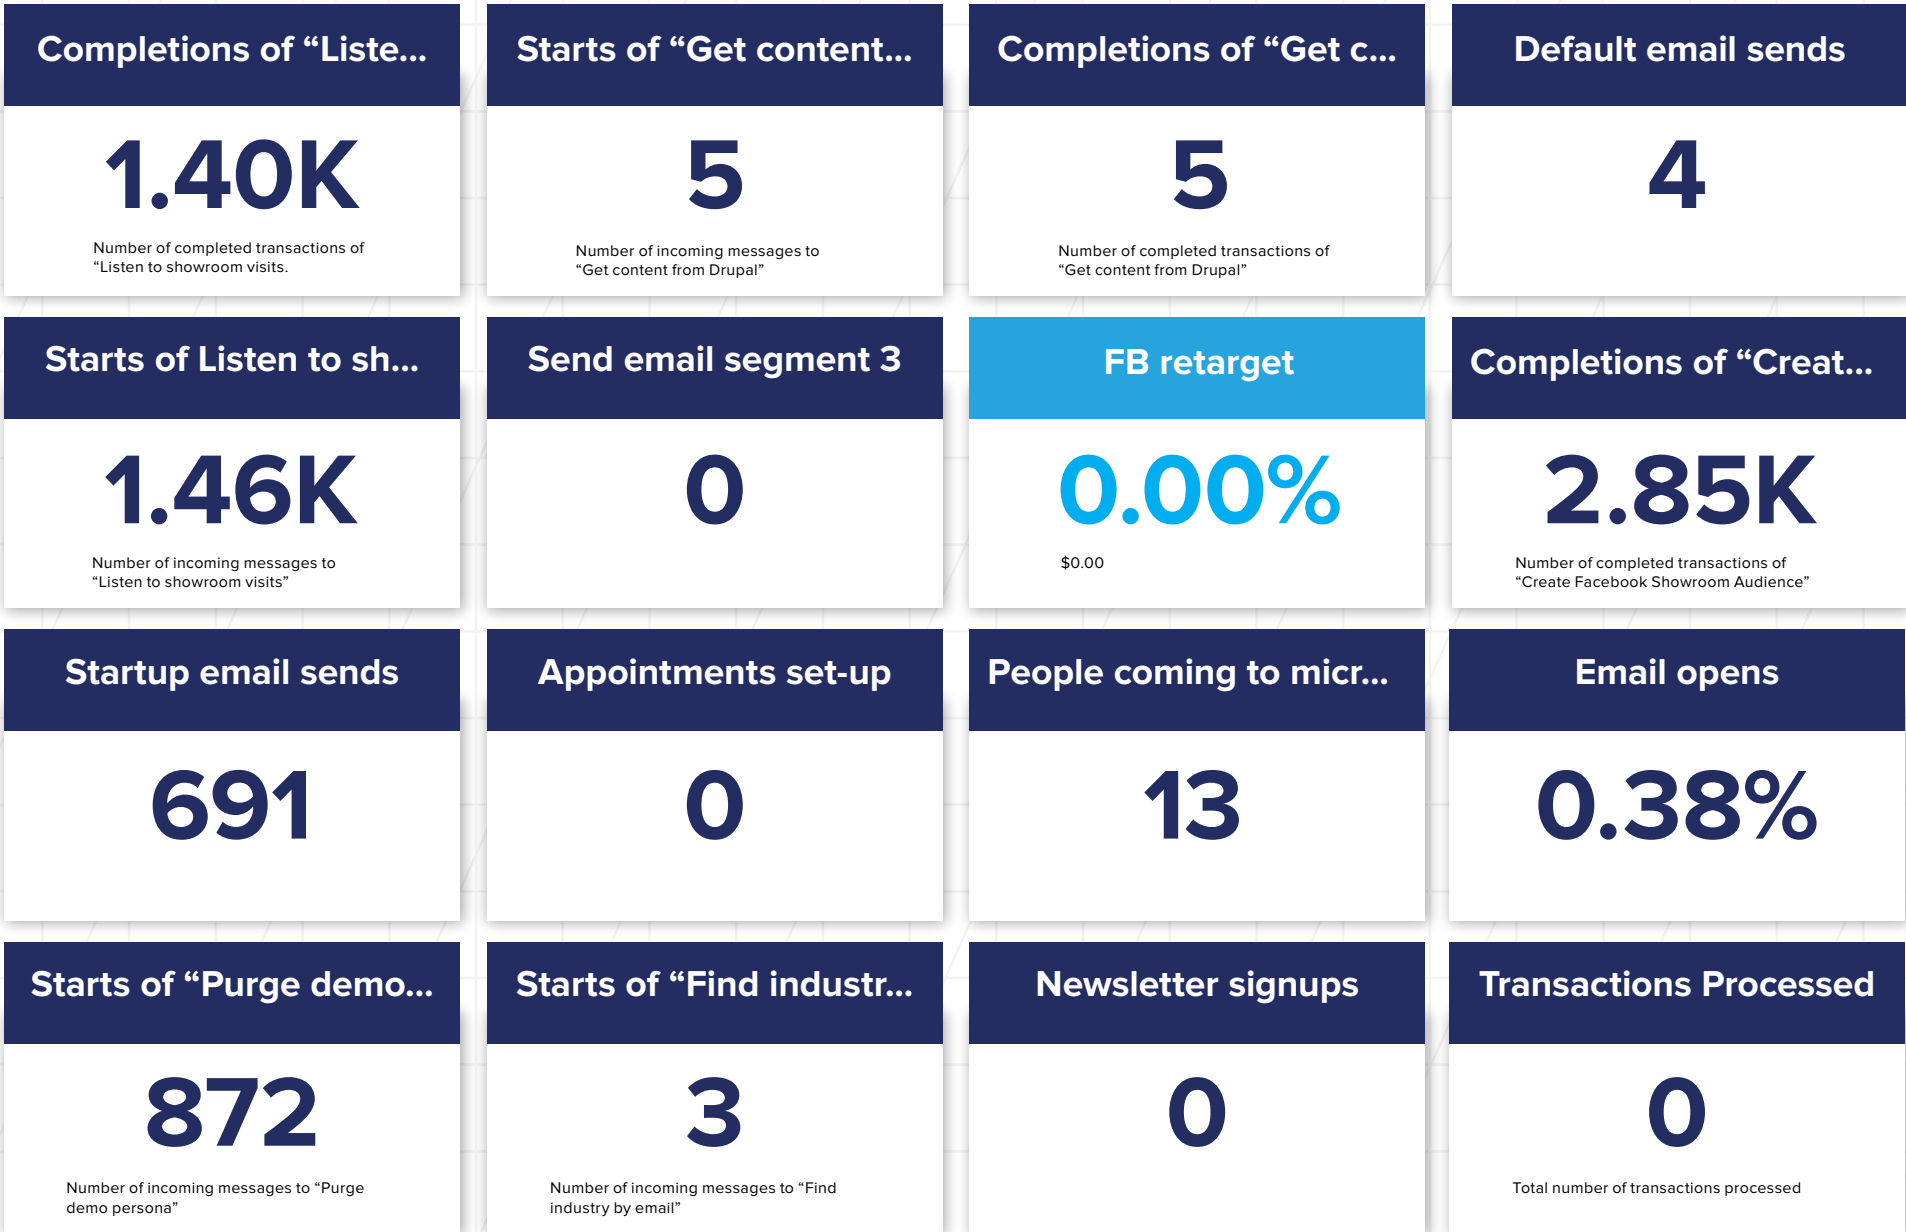 Completions of “Liste...
1.40K
Number of completed transactions of
“Listen to showroom visits.
Starts of “Get content...
5
Number of incoming messages to
“Get content from Drupal”
Completions of “Get c...
5
Number of completed transactions of
“Get content from Drupal”
Default email sends
4
Starts of Listen to sh...
1.46K
Number of incoming messages to
“Listen to showroom visits”
Send email segment 3
0
FB retarget
0.00%
$0.00
Completions of “Creat...
2.85K
Number of completed transactions of
“Create Facebook Showroom Audience”
Startup email sends
691
Appointments set-up
0
People coming to micr...
13
Email opens
0.38%
Starts of “Purge demo...
872
Number of incoming messages to “Purge
demo persona”
Starts of “Find industr...
3
Number of incoming messages to “Find
industry by email”
Newsletter signups
0
Transactions Processed
0
Total number of transactions processed